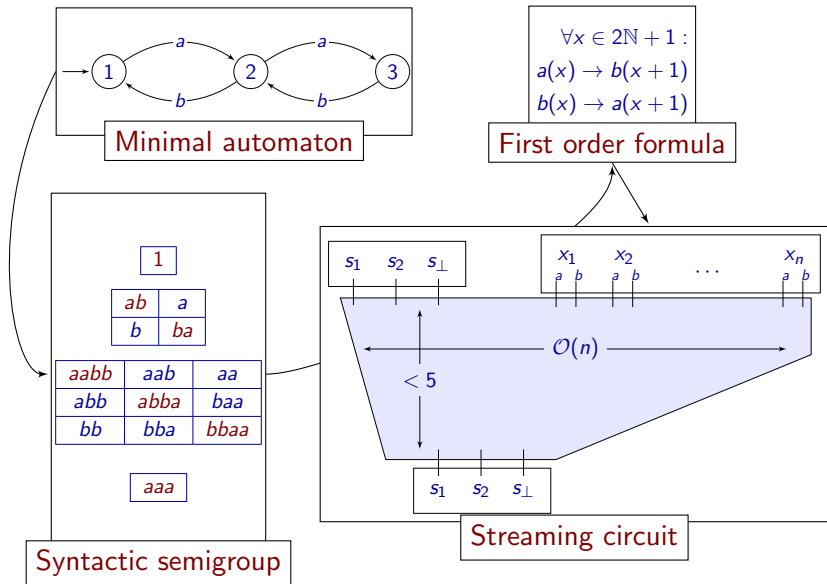 a a
1 2 3
b b
Minimal automaton
∀x ∈ 2ℕ + 1 :
a(x) → b(x + 1)
b(x) → a(x + 1)
First order formula
1
ab a
b ba
aabb aab aa
abb abba baa
bb bba bbaa
aaa
Syntactic semigroup
s₁ s₂ s⊥
x₁ x₂ ... xₙ
a b a b a b
𝒪(n)
< 5
s₁ s₂ s⊥
Streaming circuit